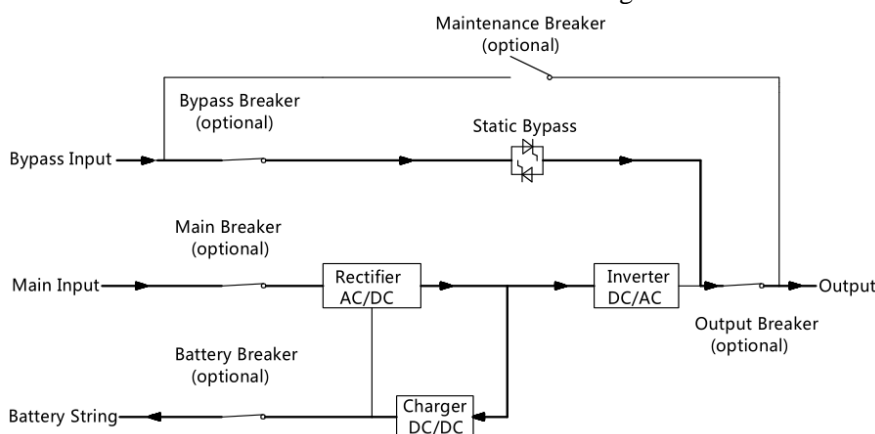 Maintenance Breaker
(optional)
Bypass Breaker
(optional)
Static Bypass
Bypass Input
Main Breaker
(optional)
Main Input
Rectifier
AC/DC
Inverter
DC/AC
Output
Output Breaker
(optional)
Battery Breaker
(optional)
Battery String
Charger
DC/DC